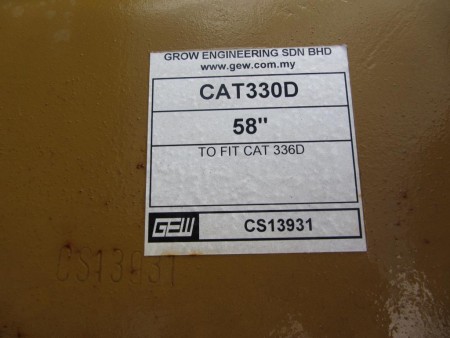 GROW ENGINEERING SDN BHD
www.gew.com.my
CAT330D
58"
TO FIT CAT 336D
GEW CS13931
CS13931